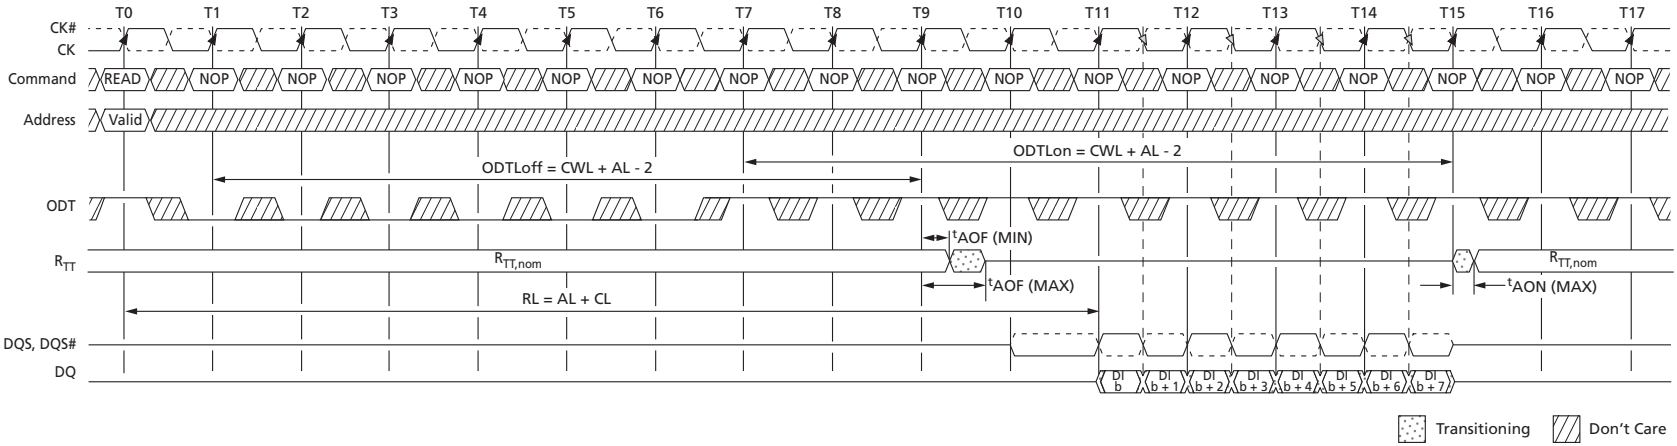 T0 T1 T2 T3 T4 T5 T6 T7 T8 T9 T10 T11 T12 T13 T14 T15 T16 T17
CK#
CK
Command READ NOP NOP NOP NOP NOP NOP NOP NOP NOP NOP NOP NOP NOP NOP NOP NOP NOP
Address Valid
ODTLon = CWL + AL - 2
ODTLoff = CWL + AL - 2
ODT
tAOF (MIN)
RTT RTT,nom RTT,nom
tAOF (MAX) tAON (MAX)
RL = AL + CL
DQS, DQS#
DQ
DI b DI b + 1 DI b + 2 DI b + 3 DI b + 4 DI b + 5 DI b + 6 DI b + 7
Transitioning Don't Care